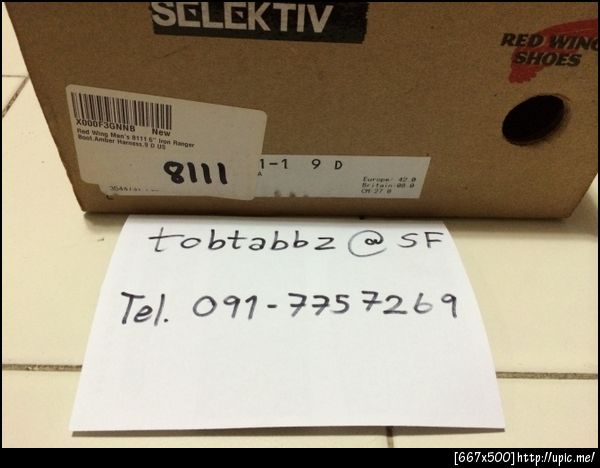 SELEKTIV
RED WING
SHOES
X000F3GNNB New
Red Wing Men's 8111 6" Iron Ranger
Boot,Amber Harness,9 D US
8111
1-1 9 D
A
Europe: 42.0
Britain:08.0
CM 27.0
tobtabbz @ SF
Tel. 091-7757269
[667x500]http://upic.me/